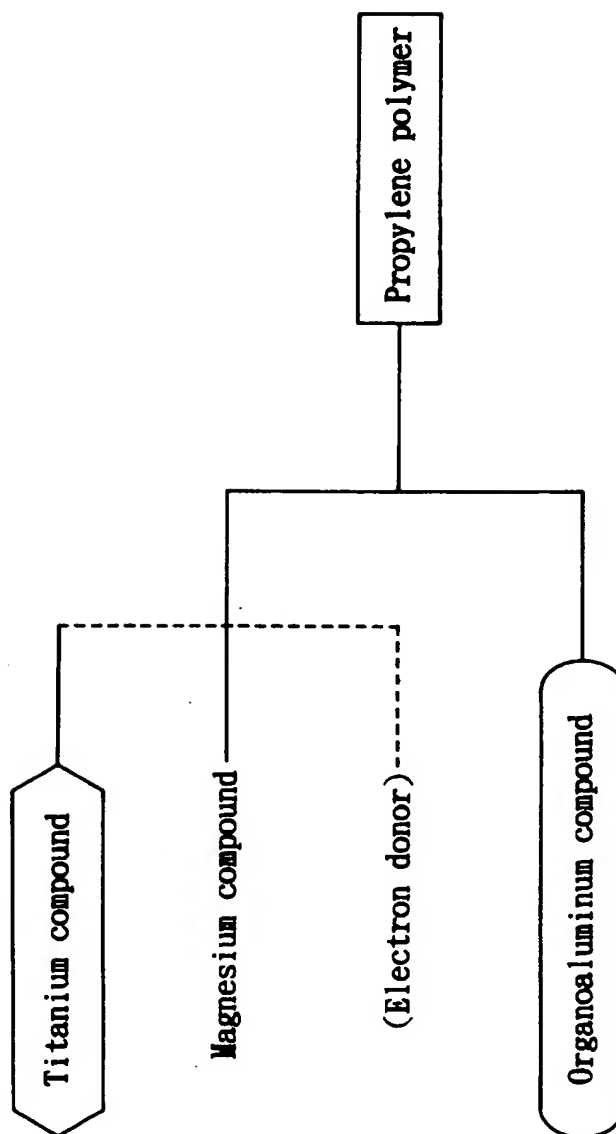 Titanium compound
Magnesium compound
(Electron donor)
Organoaluminum compound
Propylene polymer